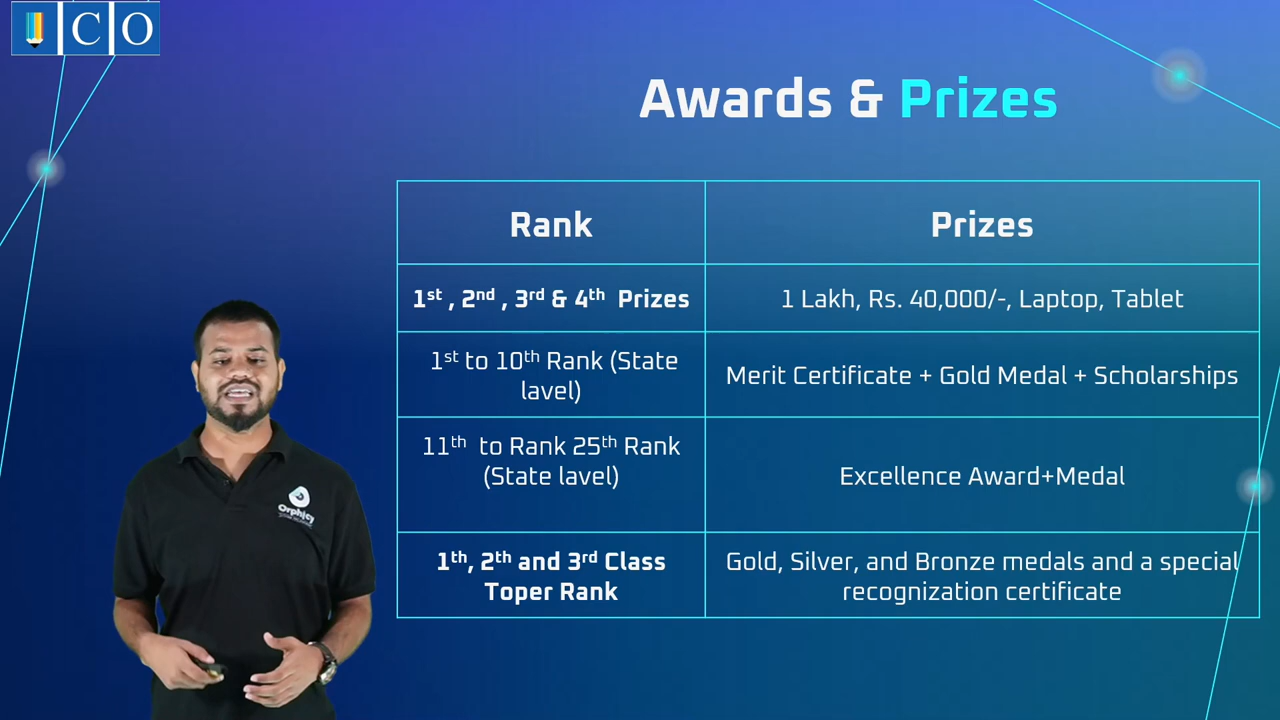 C O
Awards & Prizes
Rank
Prizes
1st , 2nd , 3rd & 4th Prizes
1 Lakh, Rs. 40,000/-, Laptop, Tablet
1st to 10th Rank (State
lavel)
Merit Certificate + Gold Medal + Scholarships
11th to Rank 25th Rank
(State lavel)
Excellence Award+Medal
1th, 2th and 3rd Class
Toper Rank
Gold, Silver, and Bronze medals and a special
recognization certificate
Orphicy